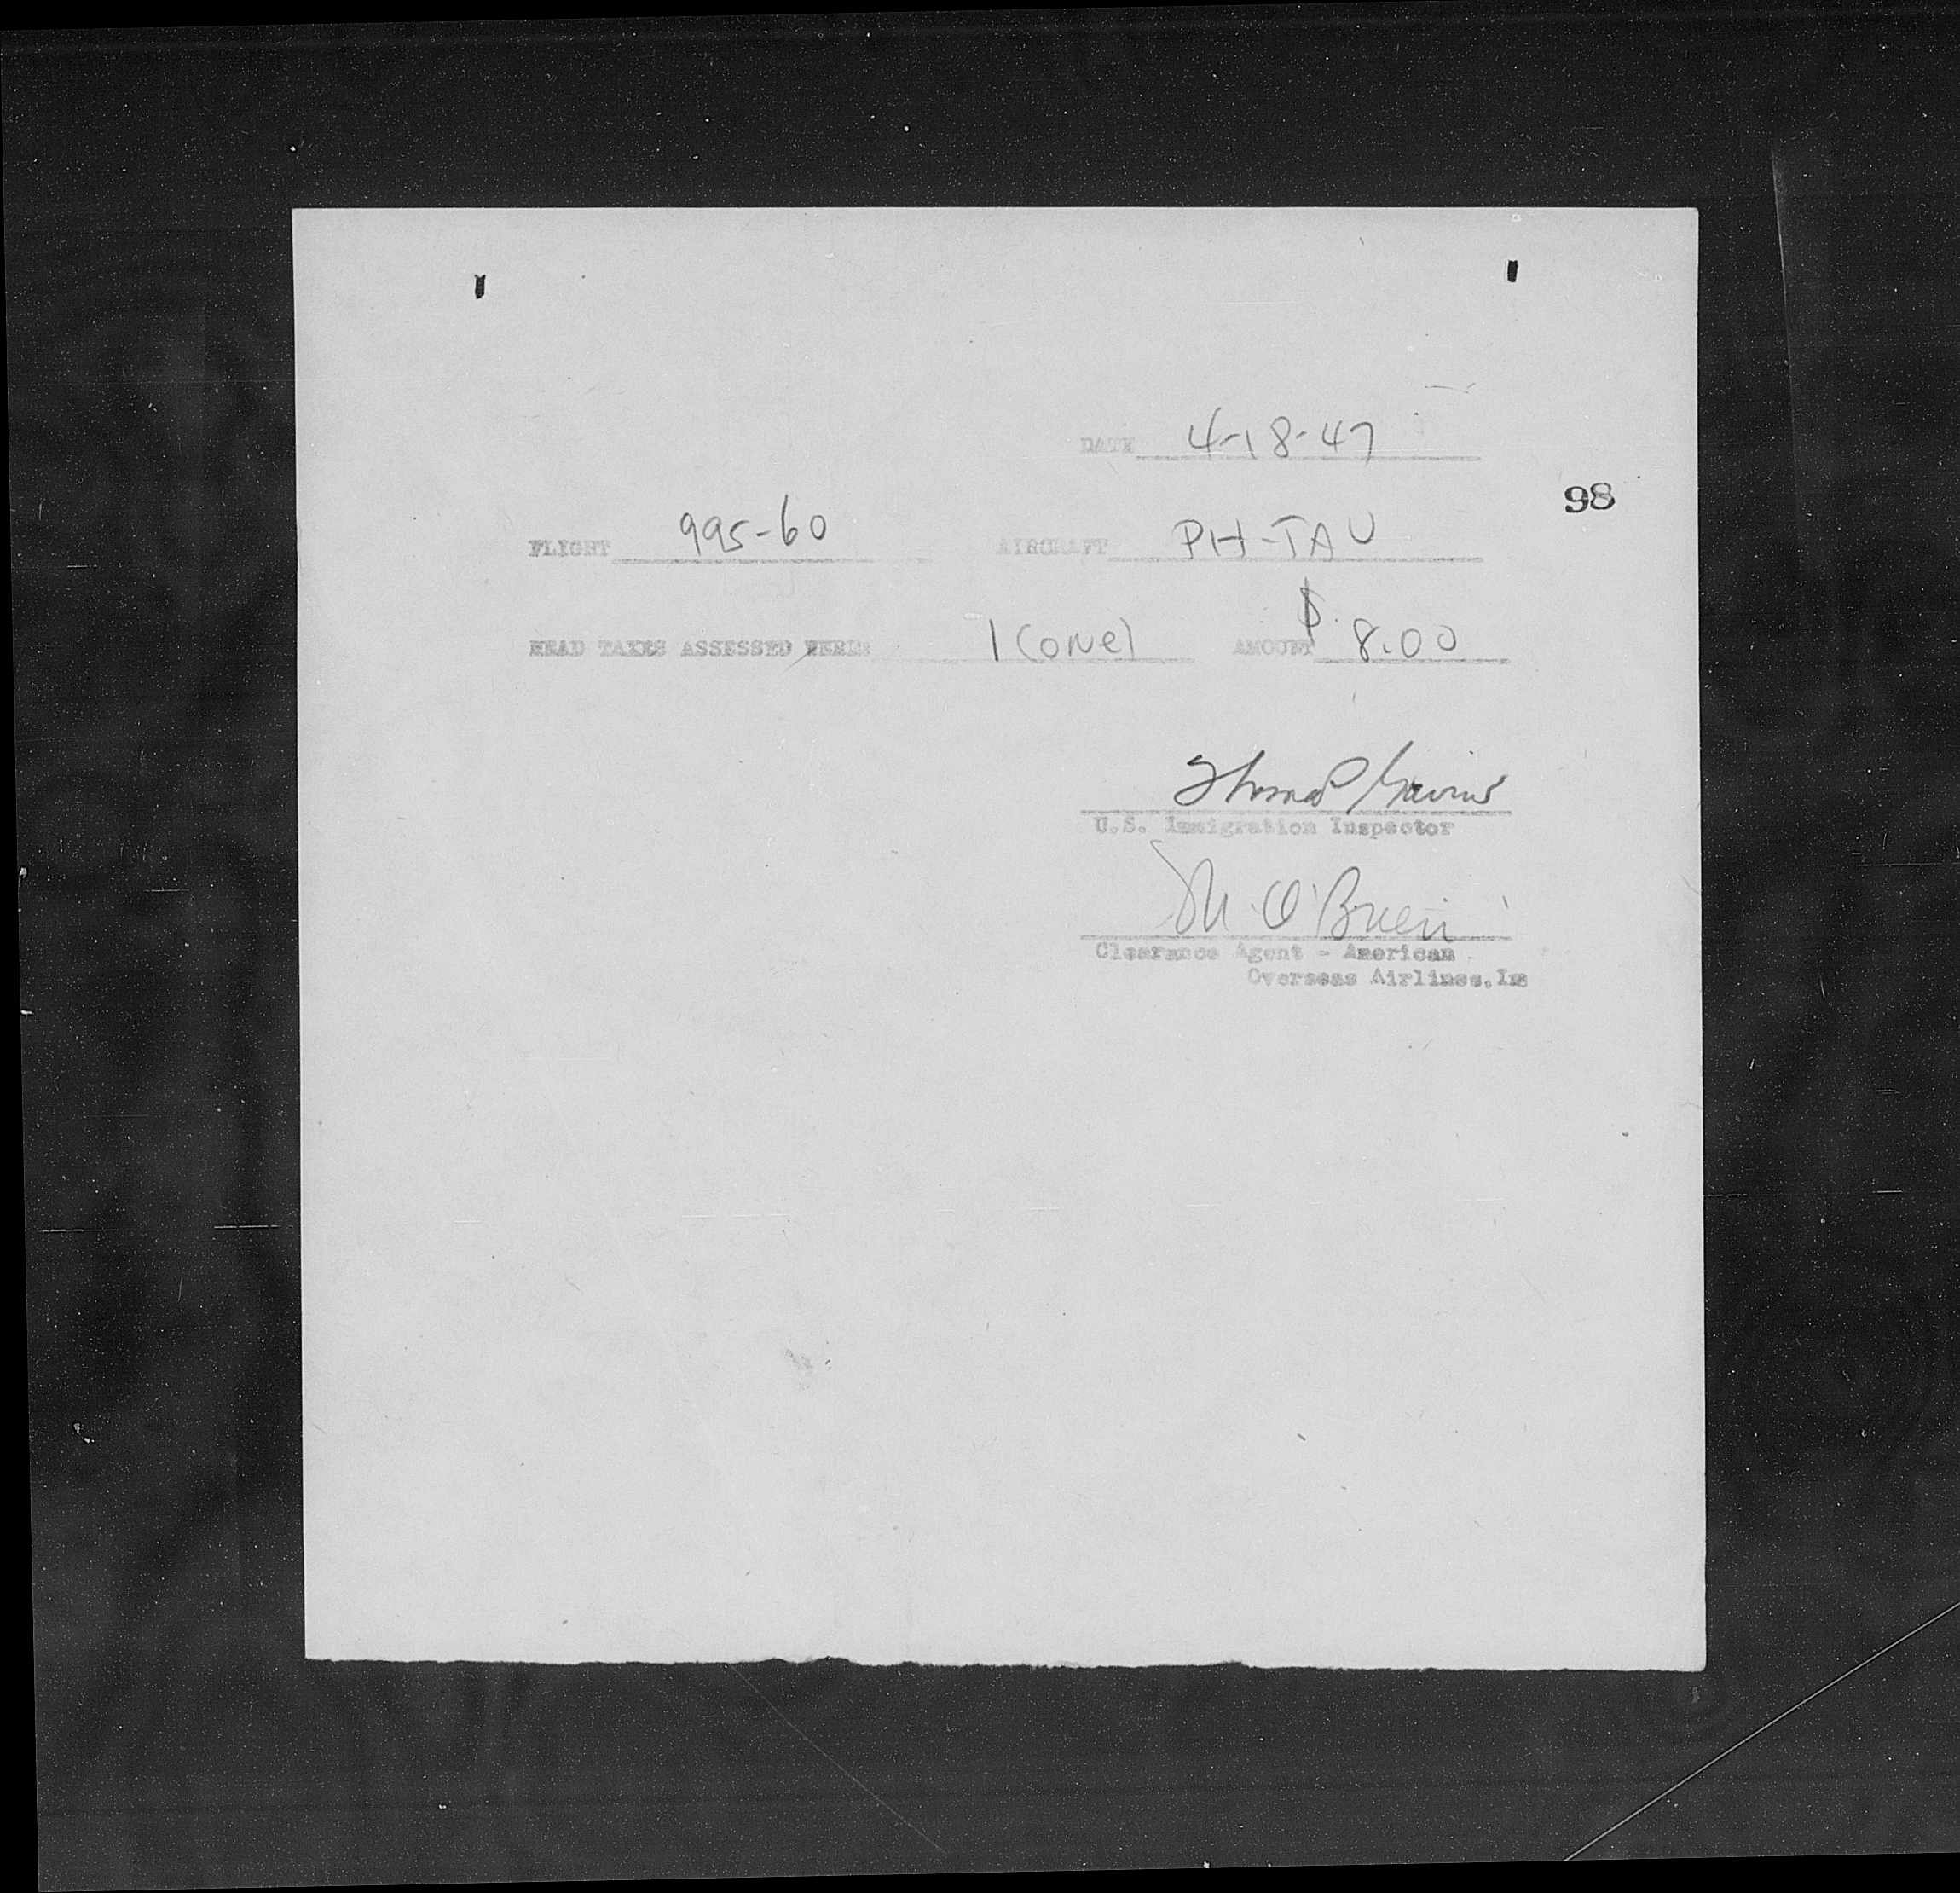 DATE 4-18-47
98
FLIGHT 995-60 AIRCRAFT PH-TAU
HEAD TAXES ASSESSED WERE: 1 (ONe) AMOUNT $. 8.00
Thomas
U.S. Immigration Inspector
M. O'Brien
Clearance Agent - American
Overseas Airlines, Inc